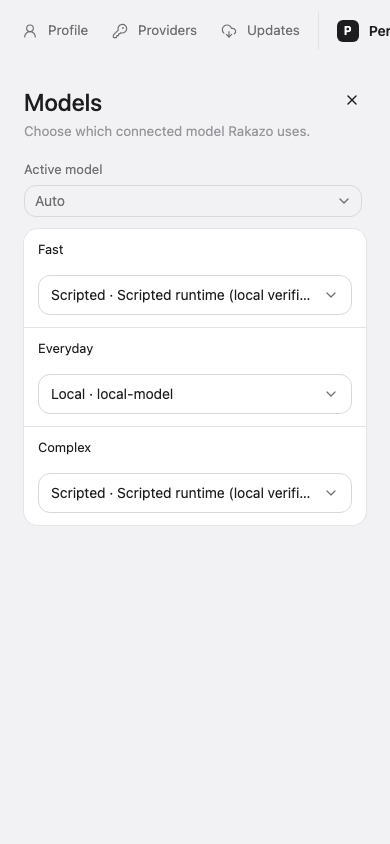 Profile
Providers
Updates
P
Per
Models
Choose which connected model Rakazo uses.
Active model
Auto
Fast
Scripted · Scripted runtime (local verifi...
Everyday
Local · local-model
Complex
Scripted · Scripted runtime (local verifi...